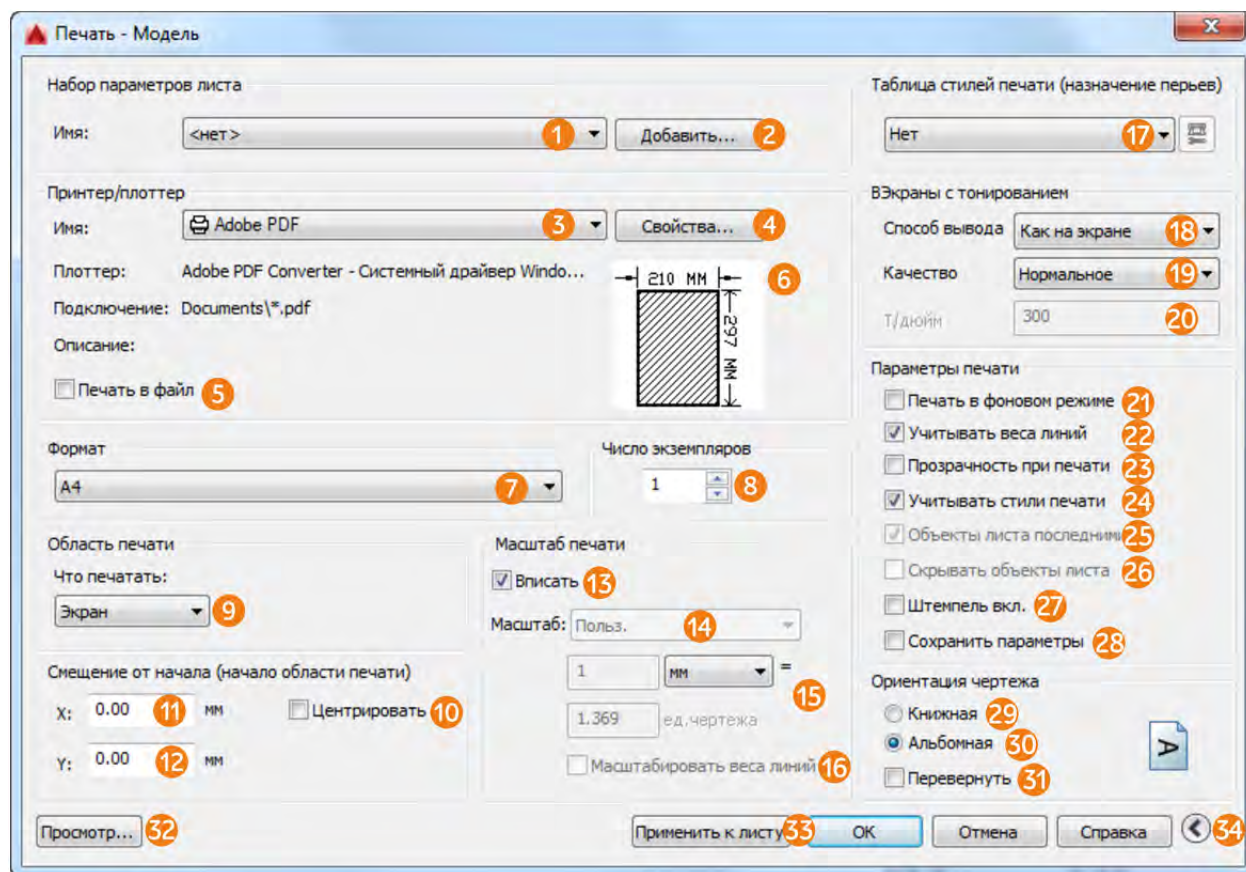 Печать - Модель
Набор параметров листа
Имя: <нет> 1 Добавить... 2
Принтер/плоттер
Имя: Adobe PDF 3 Свойства... 4
Плоттер: Adobe PDF Converter - Системный драйвер Windo...
Подключение: Documents\*.pdf
Описание:
Печать в файл 5
210 MM 6
297 MM
Формат
A4 7
Число экземпляров
1 8
Область печати
Что печатать:
Экран 9
Смещение от начала (начало области печати)
X: 0.00 11 мм Центрировать 10
Y: 0.00 12 мм
Масштаб печати
Вписать 13
Масштаб: Польз. 14
1 мм =
15
1.369 ед.чертежа
Масштабировать веса линий 16
Таблица стилей печати (назначение перьев)
Нет 17
ВЭкраны с тонированием
Способ вывода Как на экране 18
Качество Нормальное 19
Т/дюйм 300 20
Параметры печати
Печать в фоновом режиме 21
Учитывать веса линий 22
Прозрачность при печати 23
Учитывать стили печати 24
Объекты листа последними 25
Скрывать объекты листа 26
Штемпель вкл. 27
Сохранить параметры 28
Ориентация чертежа
Книжная 29
Альбомная 30
Перевернуть 31
A
Просмотр... 32 Применить к листу 33 ОК Отмена Справка 34